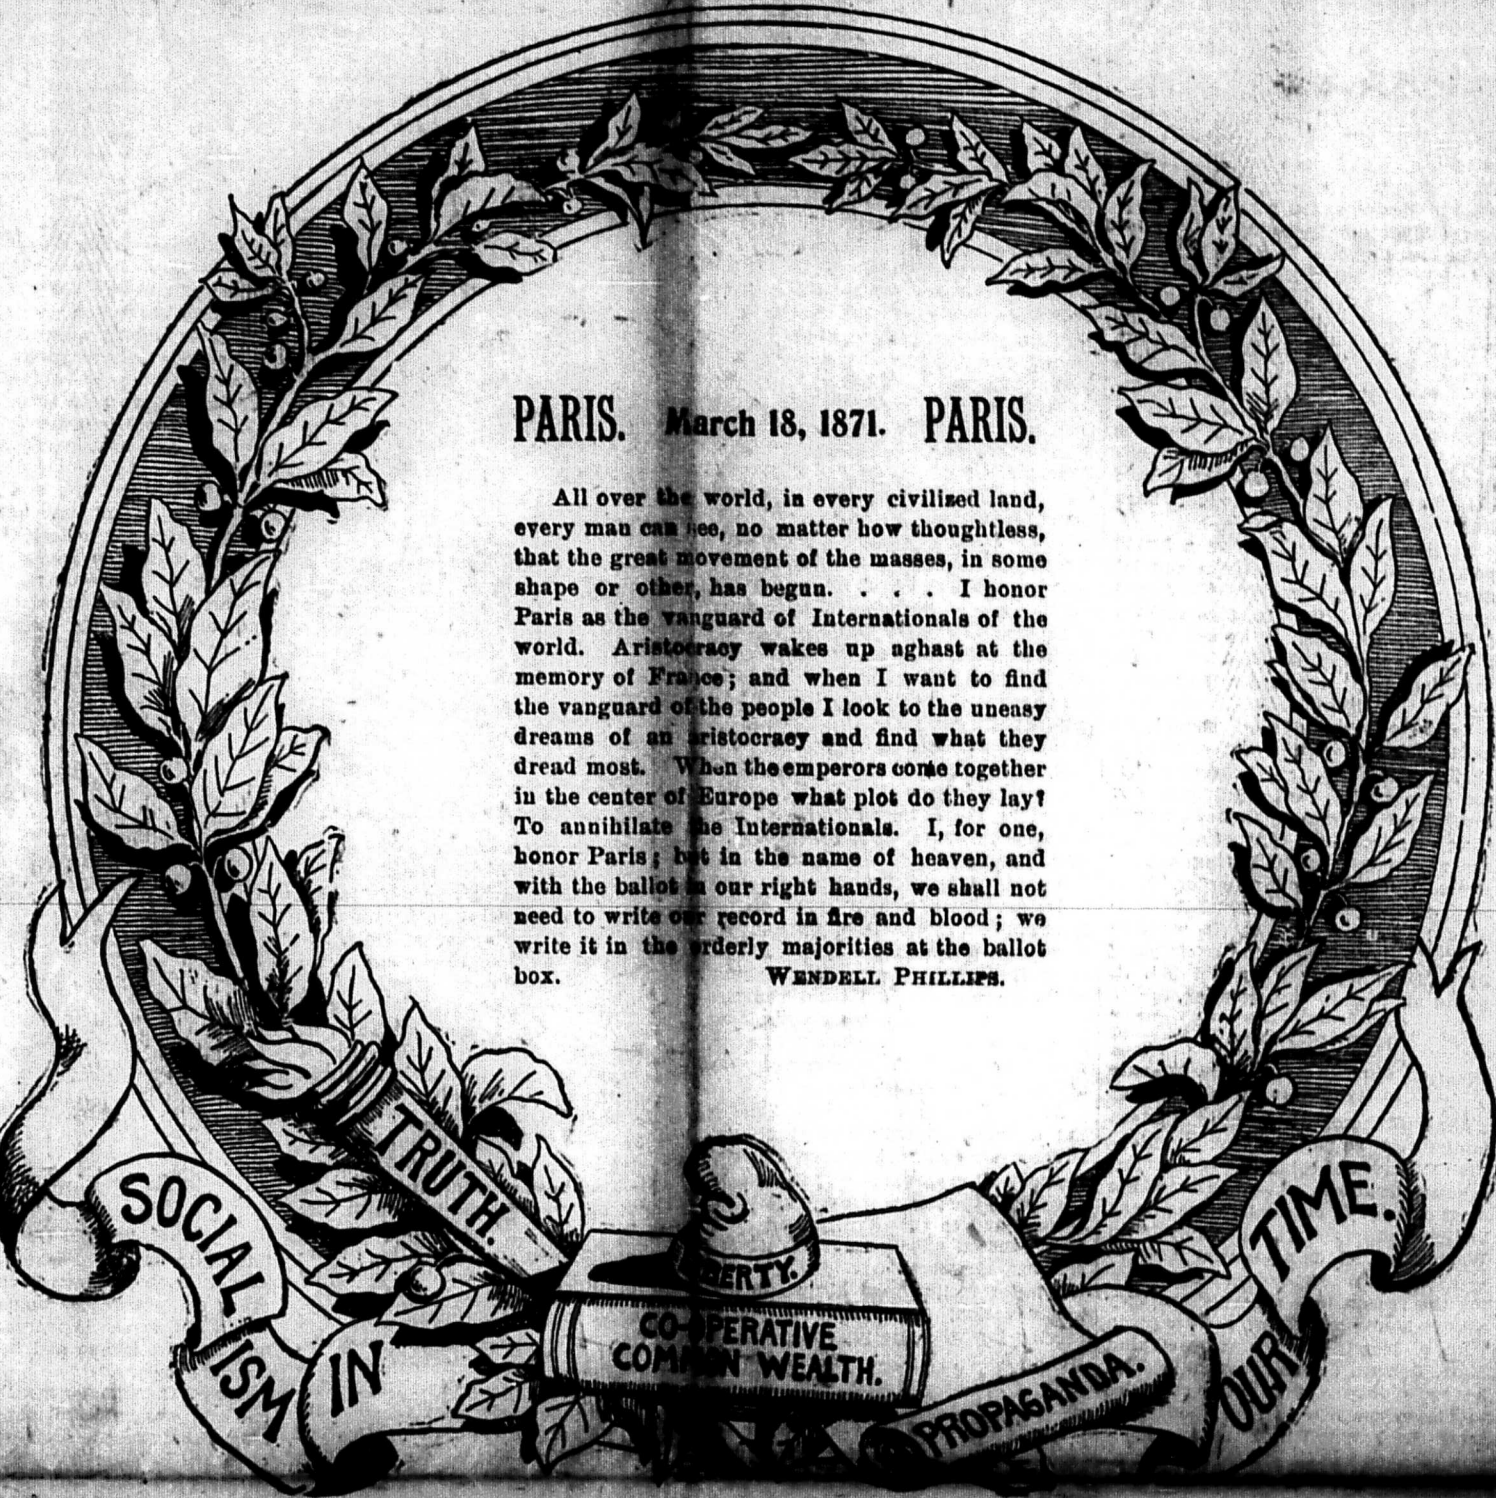 PARIS. March 18, 1871. PARIS.
All over the world, in every civilized land,
every man can see, no matter how thoughtless,
that the great movement of the masses, in some
shape or other, has begun. . . . I honor
Paris as the vanguard of Internationals of the
world. Aristocracy wakes up aghast at the
memory of France; and when I want to find
the vanguard of the people I look to the uneasy
dreams of an aristocracy and find what they
dread most. When the emperors come together
in the center of Europe what plot do they lay?
To annihilate the Internationals. I, for one,
honor Paris; but in the name of heaven, and
with the ballot in our right hands, we shall not
need to write our record in fire and blood; we
write it in the orderly majorities at the ballot
box. WENDELL PHILLIPS.
TRUTH.
LIBERTY.
CO-OPERATIVE
COMMON WEALTH.
PROPAGANDA.
SOCIAL
ISM
IN
OUR
TIME.